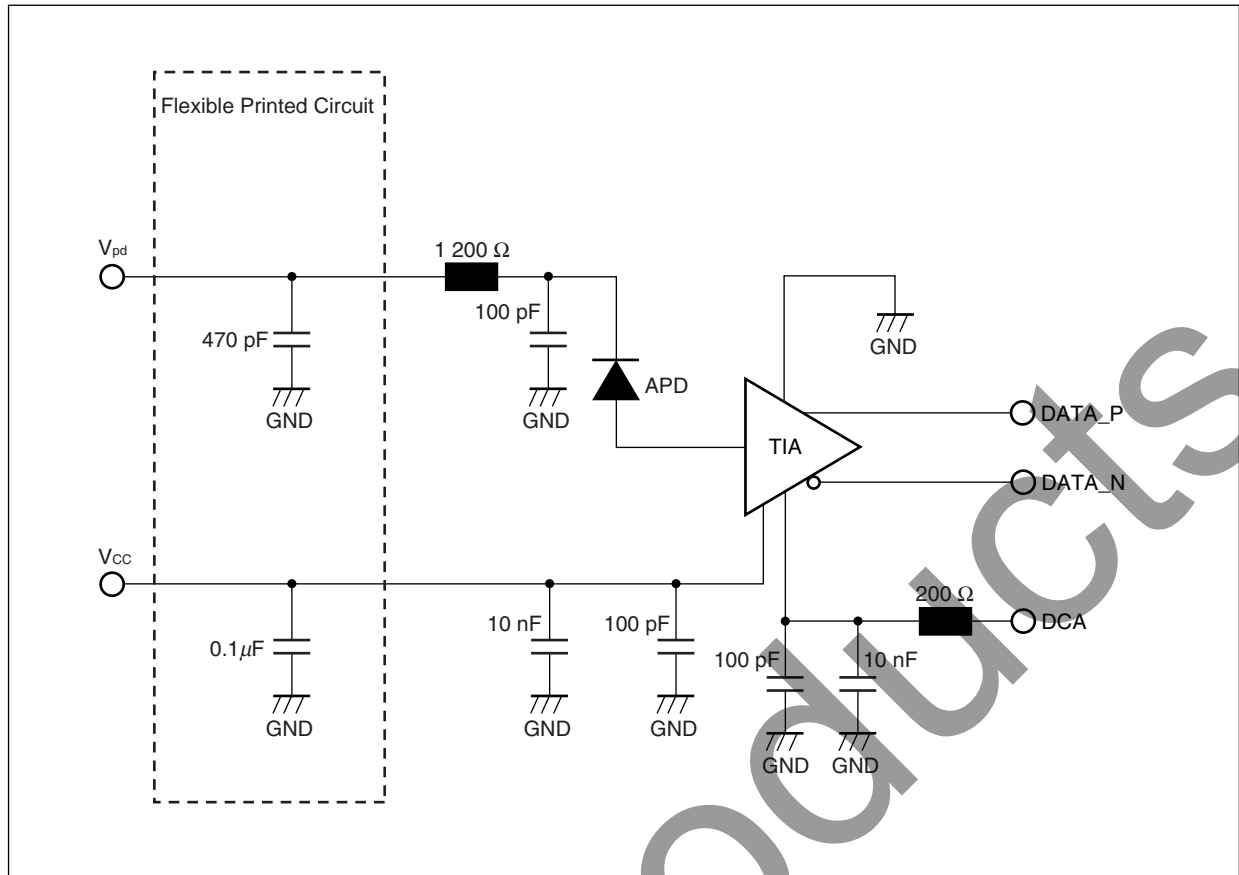 Flexible Printed Circuit
Vpd
1 200 Ω
470 pF
100 pF
GND
GND
APD
GND
TIA
DATA_P
DATA_N
VCC
0.1μF
10 nF
100 pF
GND
GND
GND
200 Ω
DCA
100 pF
10 nF
GND
GND
oducts